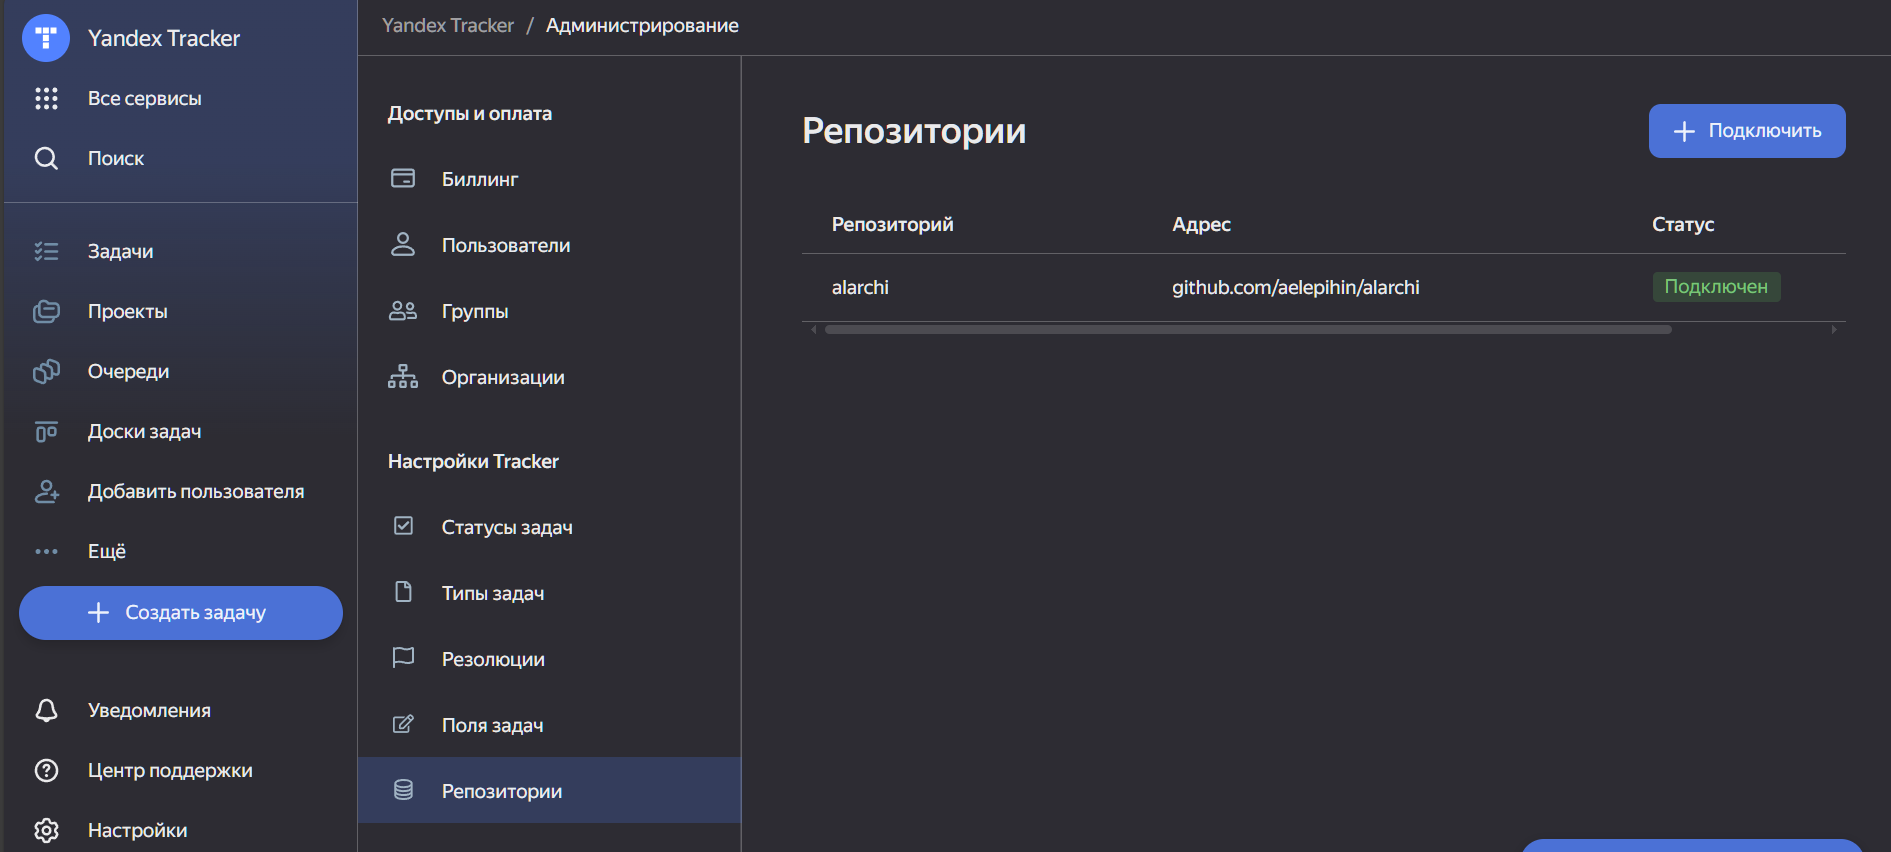 Yandex Tracker
Все сервисы
Поиск
Задачи
Проекты
Очереди
Доски задач
Добавить пользователя
Ещё
Создать задачу
Уведомления
Центр поддержки
Настройки
Yandex Tracker / Администрирование
Доступы и оплата
Биллинг
Пользователи
Группы
Организации
Настройки Tracker
Статусы задач
Типы задач
Резолюции
Поля задач
Репозитории
Репозитории
Подключить
Репозиторий Адрес Статус
alarchi github.com/aelepihin/alarchi Подключен